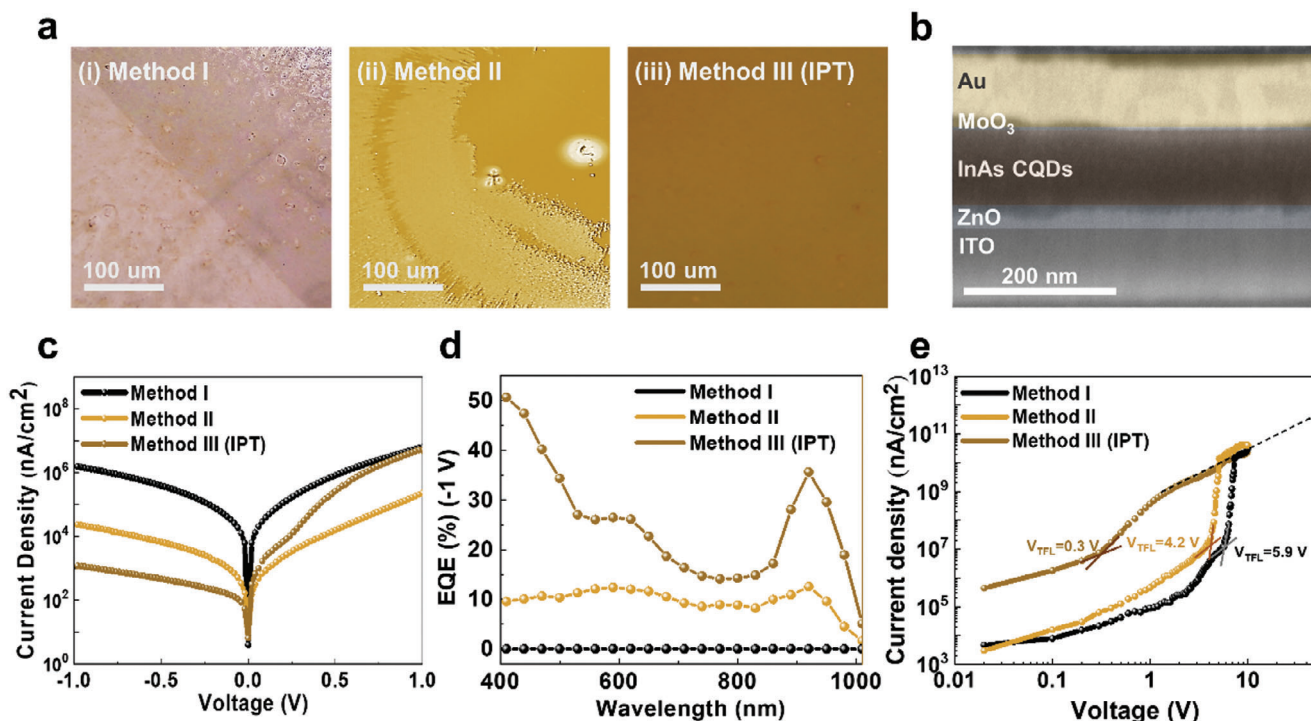 a
(i) Method I
100 um
(ii) Method II
100 um
(iii) Method III (IPT)
100 um
b
Au
MoO3
InAs CQDs
ZnO
ITO
200 nm
c
Current Density (nA/cm2)
10^8
10^6
10^4
10^2
10^0
Method I
Method II
Method III (IPT)
-1.0
-0.5
0.0
0.5
1.0
Voltage (V)
d
EQE (%) (-1 V)
50
40
30
20
10
0
Method I
Method II
Method III (IPT)
400
600
800
1000
Wavelength (nm)
e
Current density (nA/cm2)
10^13
10^11
10^9
10^7
10^5
10^3
Method I
Method II
Method III (IPT)
VTFL=0.3 V
VTFL=4.2 V
VTFL=5.9 V
0.01
0.1
1
10
Voltage (V)